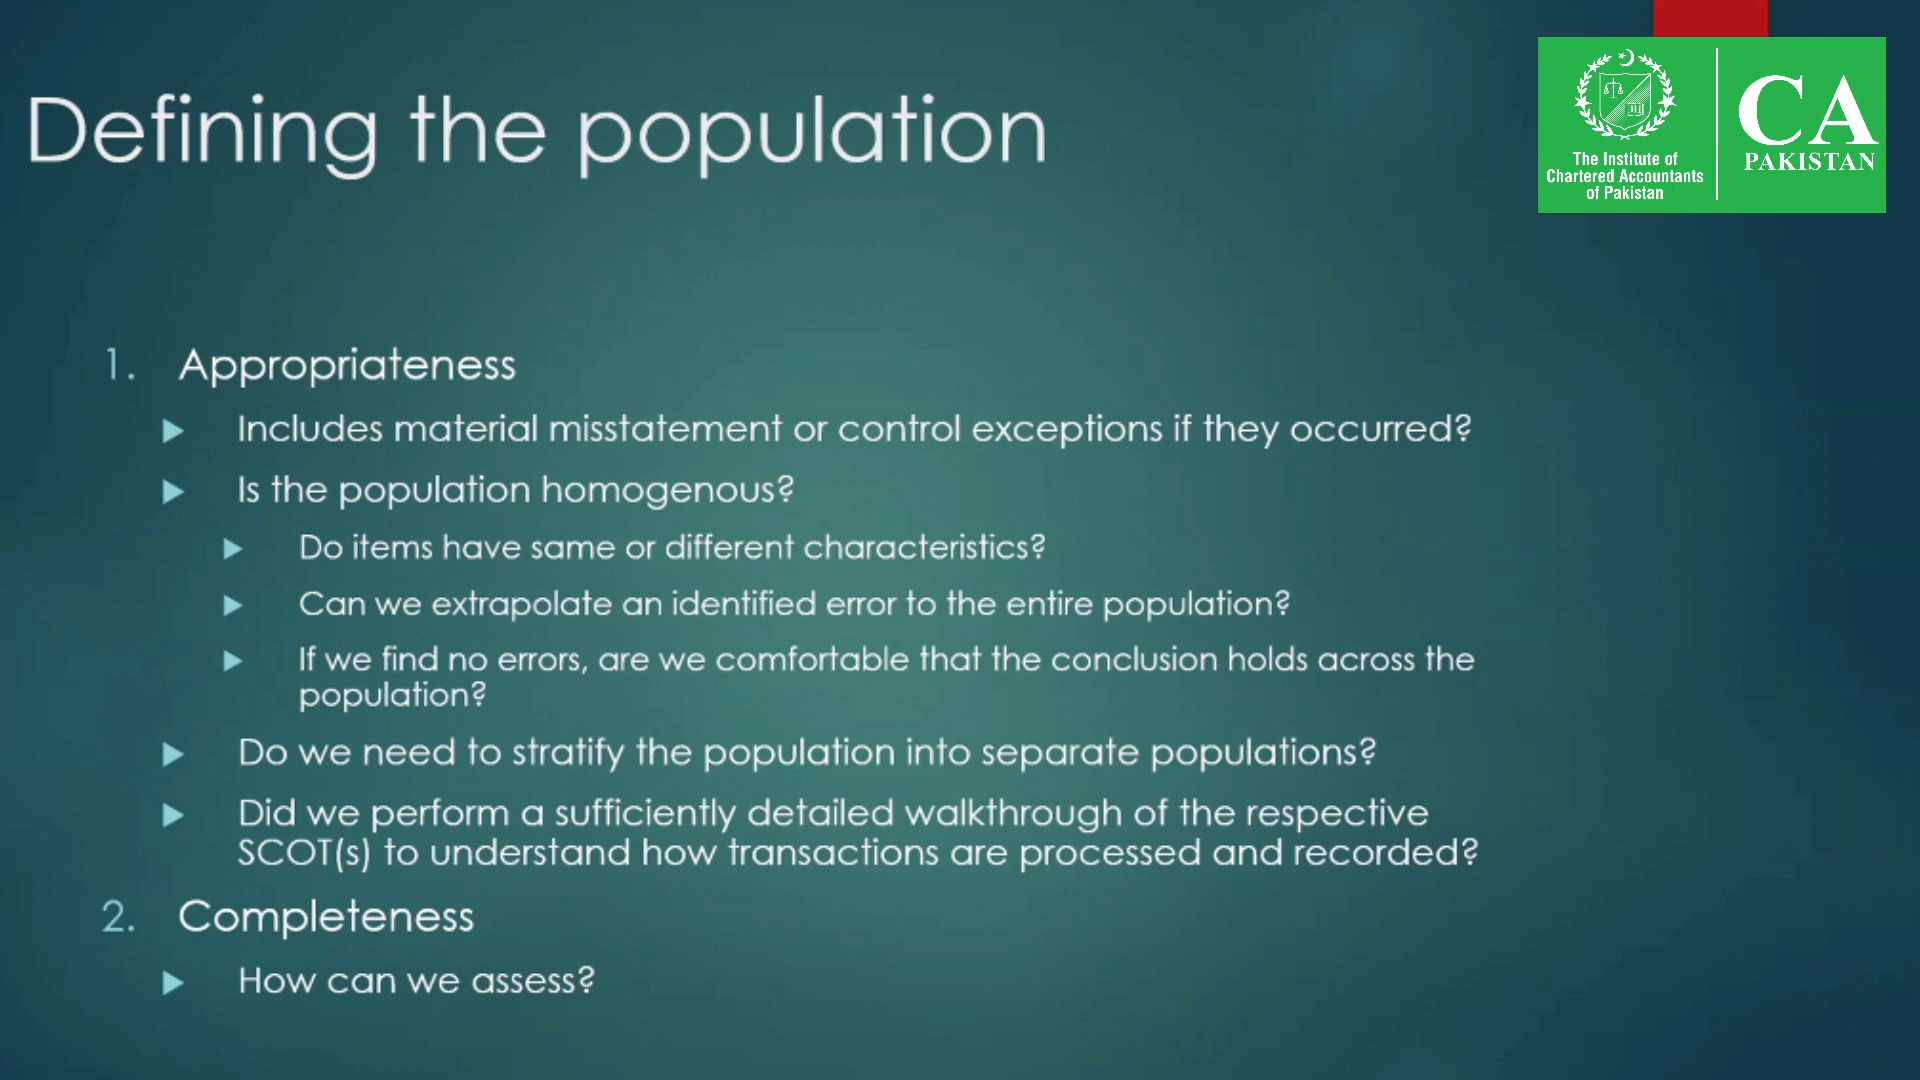 Defining the population
The Institute of
Chartered Accountants
of Pakistan
CA
PAKISTAN
1. Appropriateness
Includes material misstatement or control exceptions if they occurred?
Is the population homogenous?
Do items have same or different characteristics?
Can we extrapolate an identified error to the entire population?
If we find no errors, are we comfortable that the conclusion holds across the
population?
Do we need to stratify the population into separate populations?
Did we perform a sufficiently detailed walkthrough of the respective
SCOT(s) to understand how transactions are processed and recorded?
2. Completeness
How can we assess?